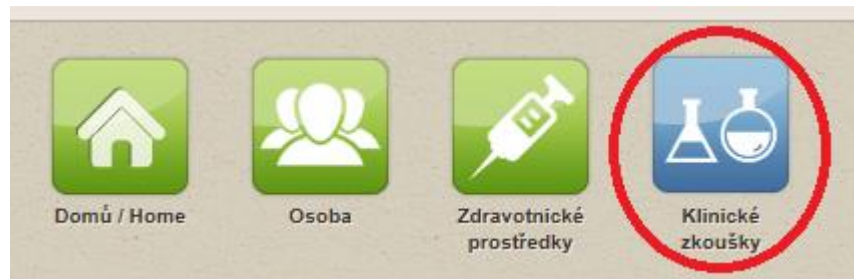 Domů / Home
Osoba
Zdravotnické
prostředky
Klinické
zkoušky